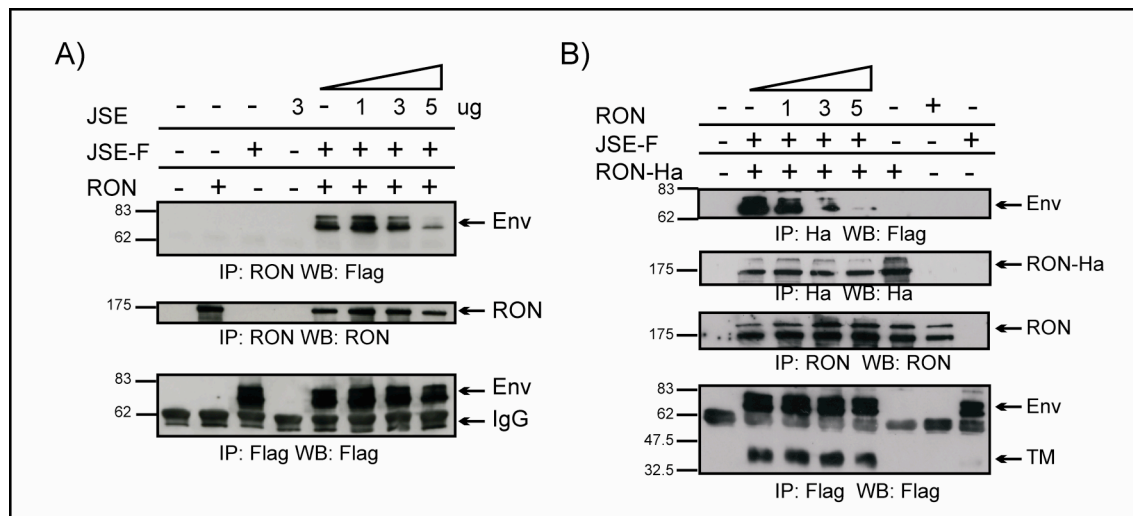 A)
JSE - - - 3 - 1 3 5 ug
JSE-F - - + - + + + +
RON - + - - + + + +
83
62
Env
IP: RON WB: Flag
175
RON
IP: RON WB: RON
83
62
Env
IgG
IP: Flag WB: Flag
B)
RON - - 1 3 5 - + -
JSE-F - + + + + - - +
RON-Ha - + + + + + - -
83
62
Env
IP: Ha WB: Flag
175
RON-Ha
IP: Ha WB: Ha
175
RON
IP: RON WB: RON
83
62
47.5
32.5
Env
TM
IP: Flag WB: Flag